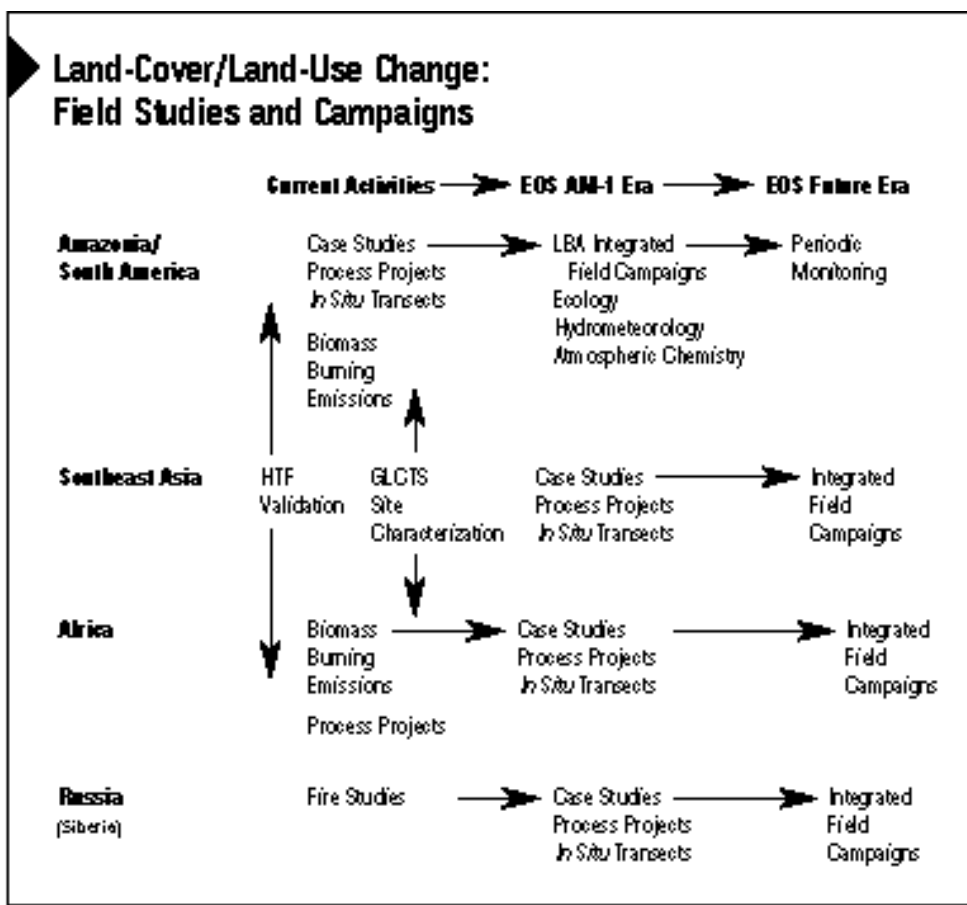 Land-Cover/Land-Use Change:
Field Studies and Campaigns
Current Activities EOS AM-1 Era EOS Future Era
Amazonia/
South America
Case Studies
Process Projects
In Situ Transects
Biomass
Burning
Emissions
LBA Integrated
Field Campaigns
Ecology
Hydrometeorology
Atmospheric Chemistry
Periodic
Monitoring
Southeast Asia
HTF
Validation
GLCTS
Site
Characterization
Case Studies
Process Projects
In Situ Transects
Integrated
Field
Campaigns
Africa
Biomass
Burning
Emissions
Process Projects
Case Studies
Process Projects
In Situ Transects
Integrated
Field
Campaigns
Russia
(Siberia)
Fire Studies
Case Studies
Process Projects
In Situ Transects
Integrated
Field
Campaigns